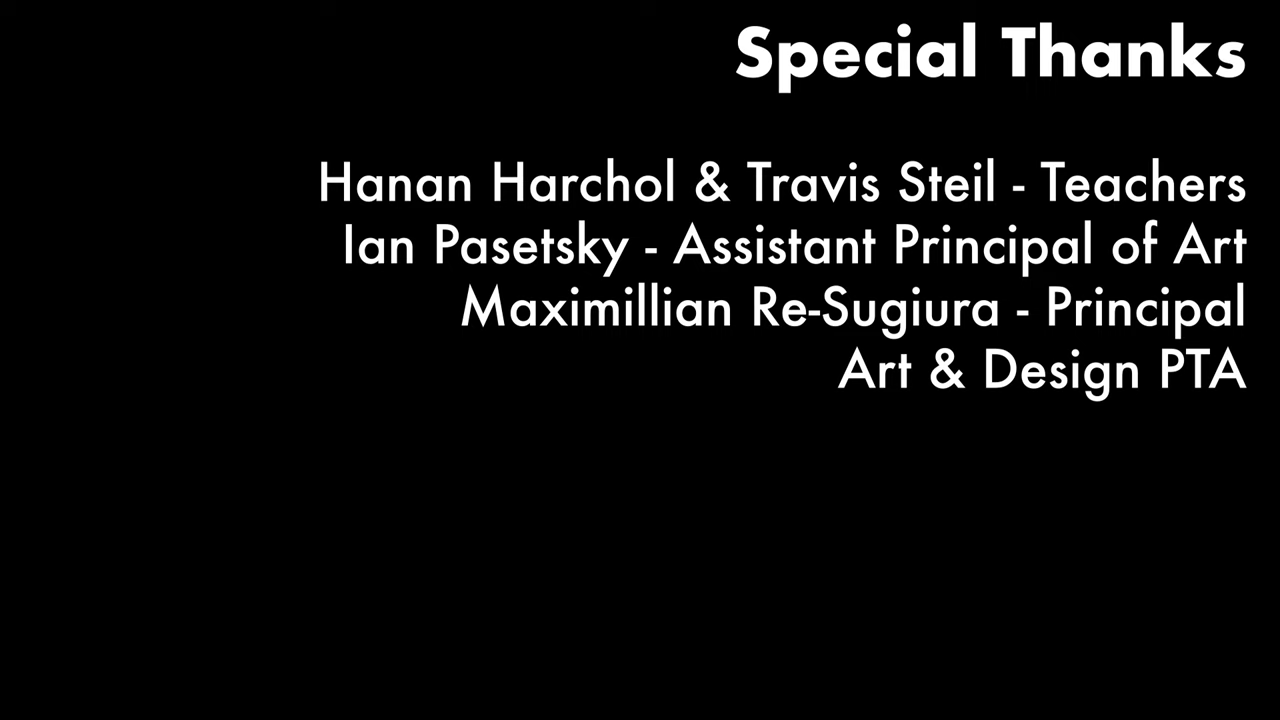 Special Thanks
Hanan Harchol & Travis Steil - Teachers
Ian Pasetsky - Assistant Principal of Art
Maximillian Re-Sugiura - Principal
Art & Design PTA